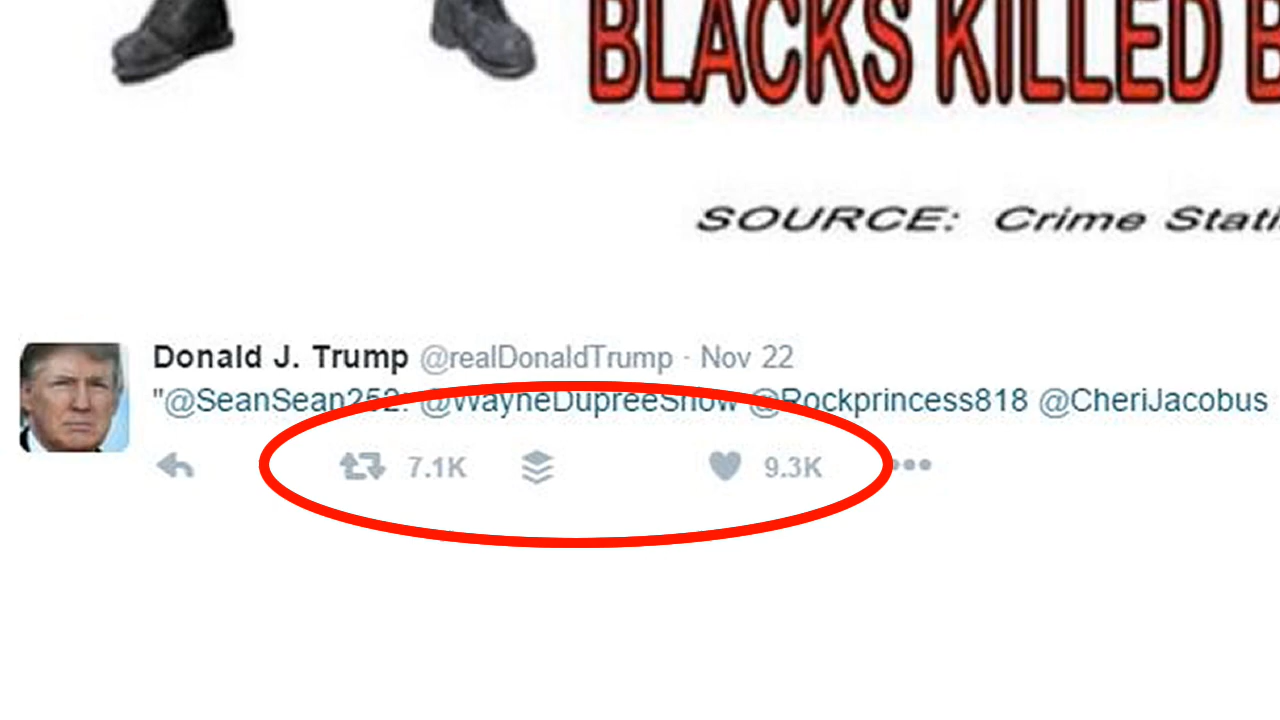 BLACKS KILLED B
SOURCE: Crime Stati
Donald J. Trump @realDonaldTrump · Nov 22
"@SeanSean252: @WayneDupreeShow @Rockprincess818 @CheriJacobus
7.1K 9.3K